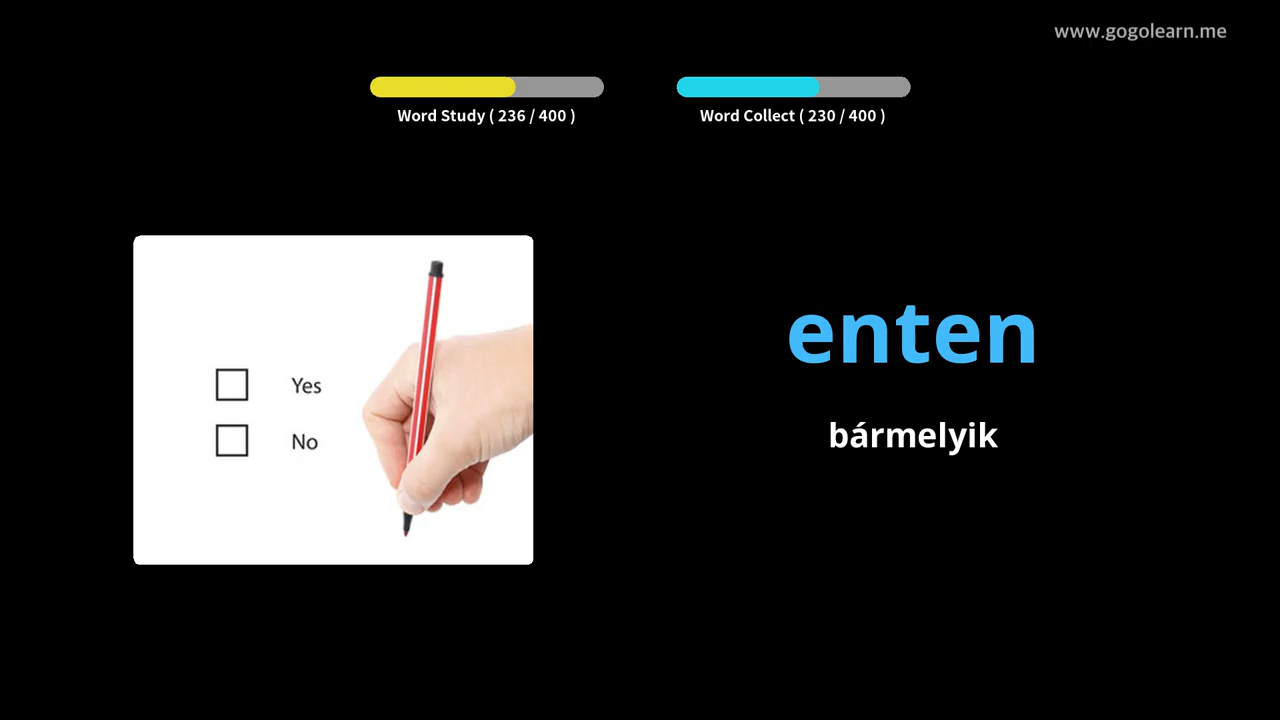 www.gogolearn.me
Word Study ( 236 / 400 )
Word Collect ( 230 / 400 )
Yes
No
enten
bármelyik